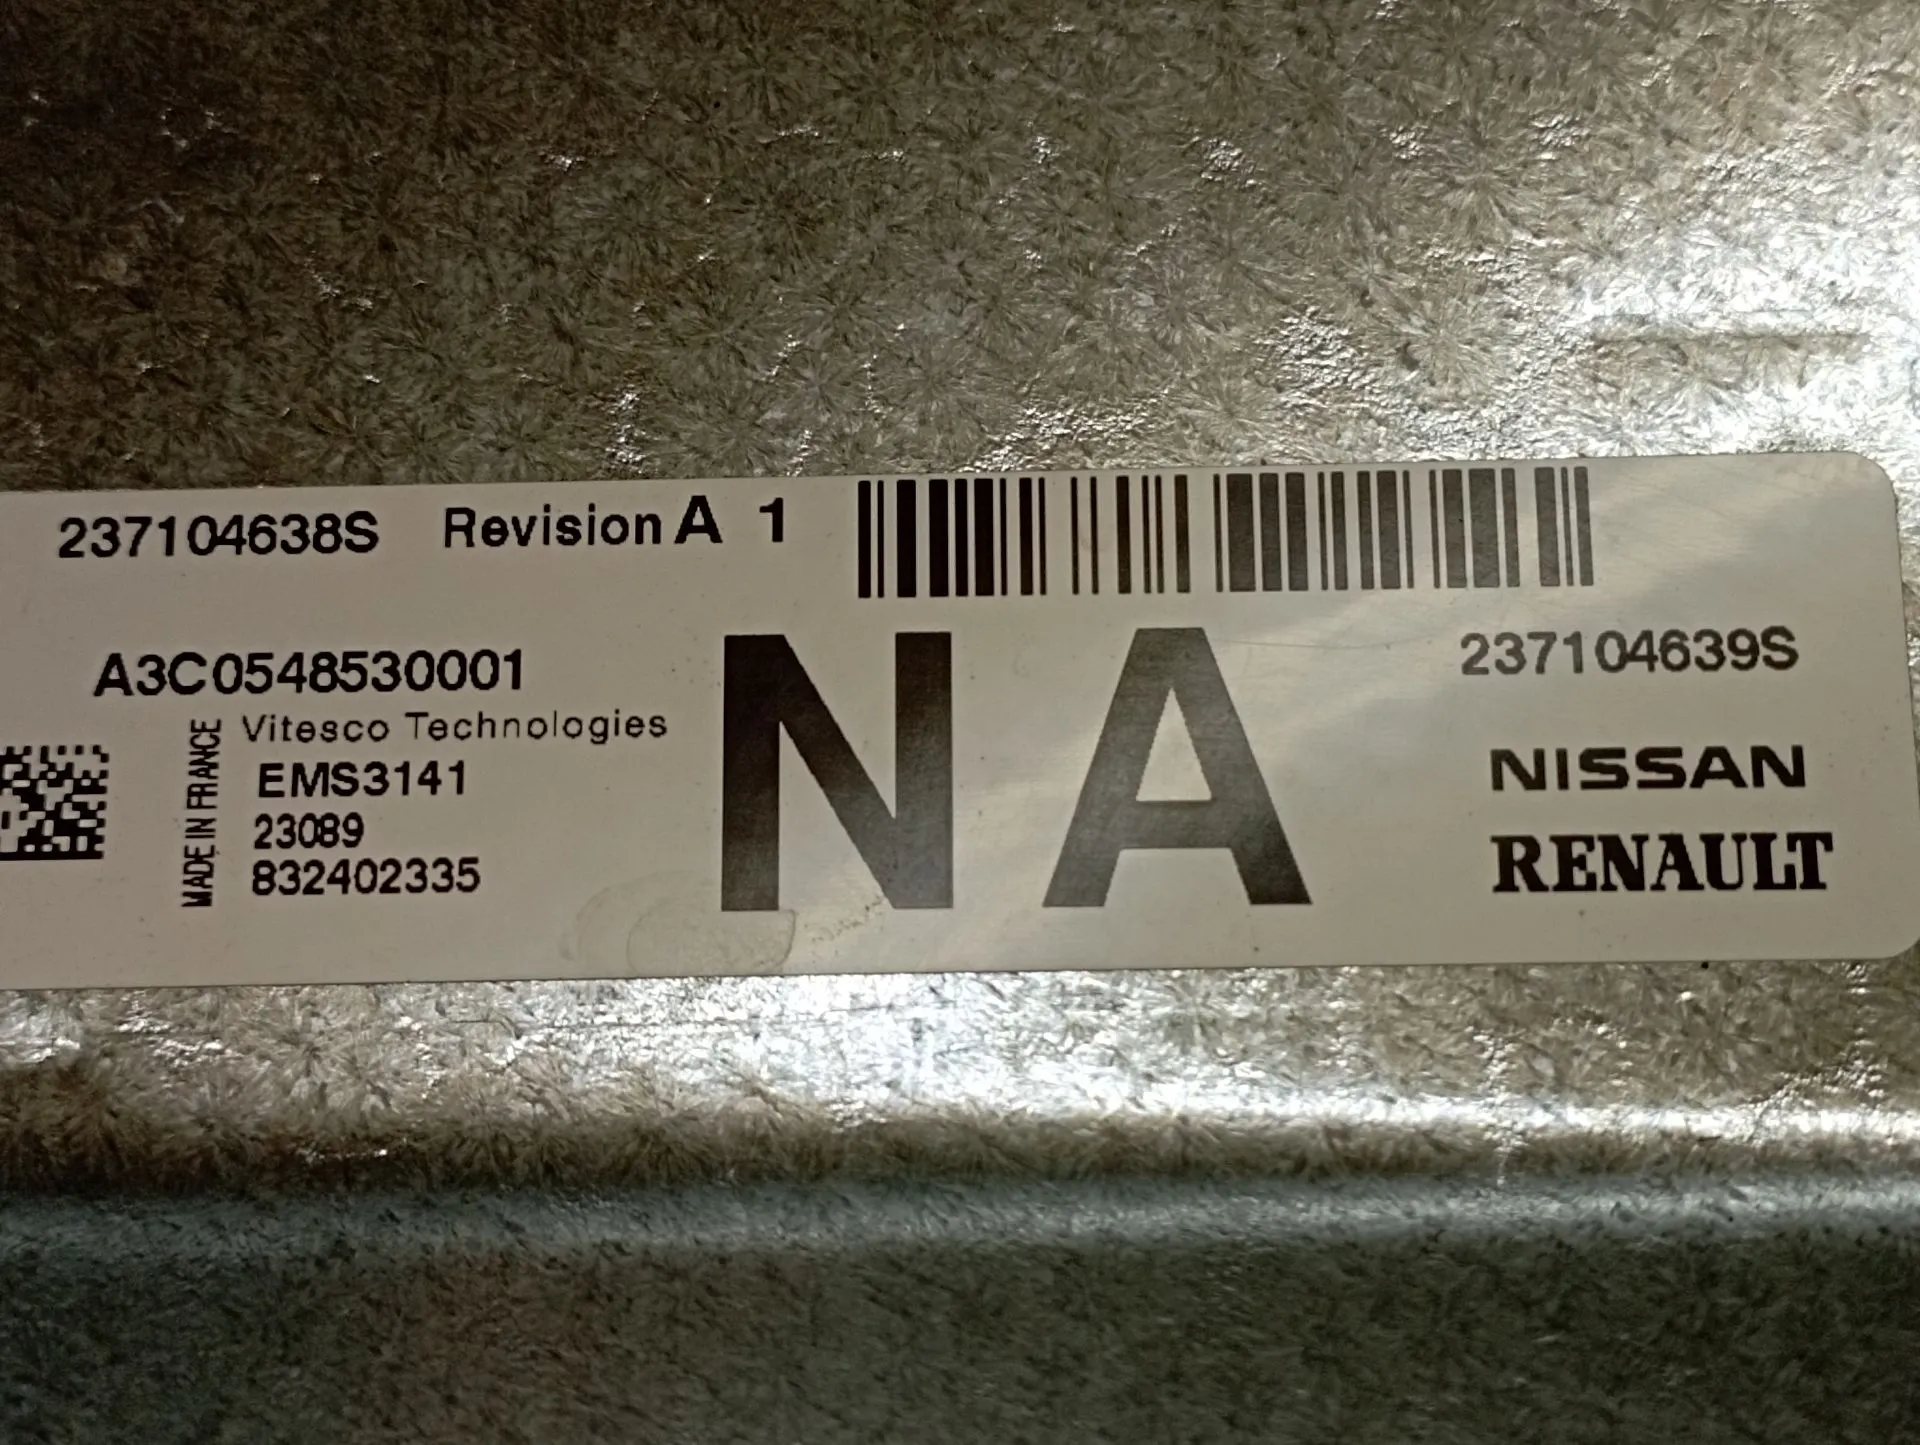 237104638S Revision A 1
A3C0548530001
Vitesco Technologies
EMS3141
23089
832402335
MADE IN FRANCE
NA
237104639S
NISSAN
RENAULT